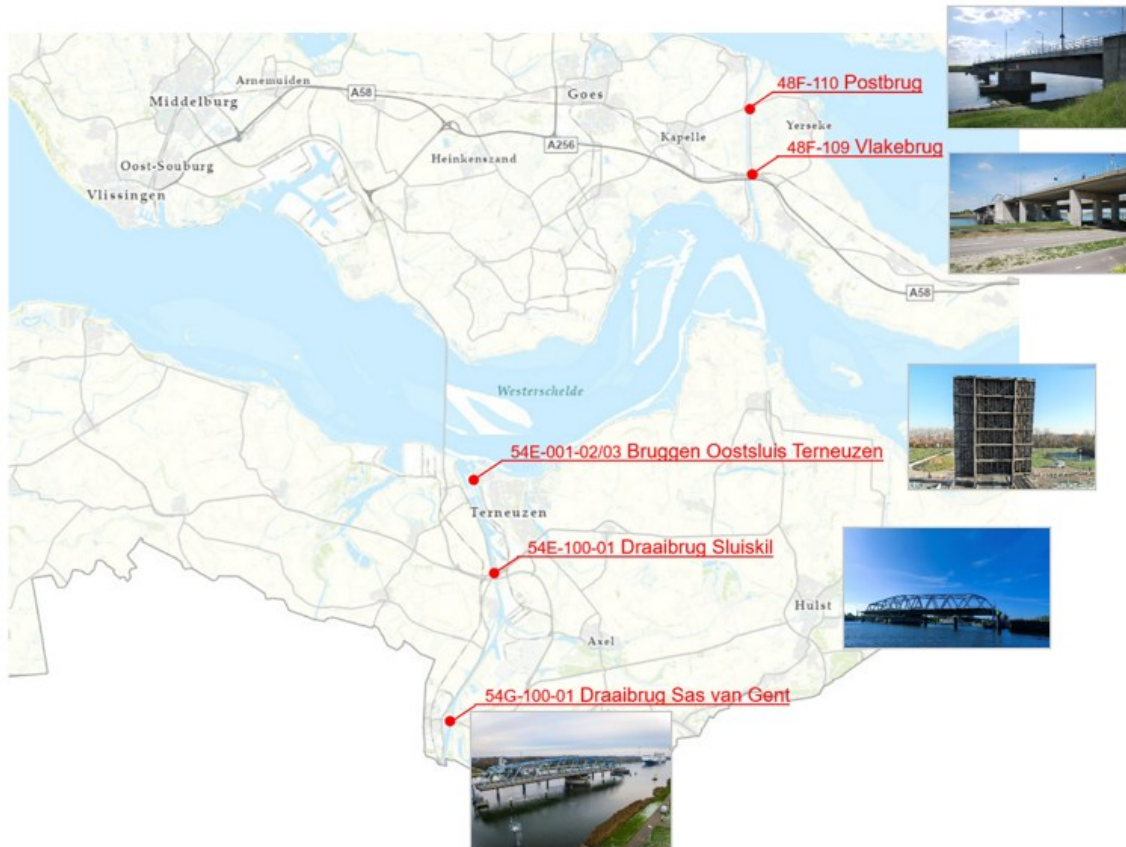 48F-110 Postbrug
Arnemuiden
A58
Goes
Middelburg
Kapelle
Yerseke
A256
48F-109 Vlakebrug
Heinkenszand
Oost-Souburg
Vlissingen
A58
Westerschelde
54E-001-02/03 Bruggen Oostsluis Terneuzen
Terneuzen
54E-100-01 Draaibrug Sluiskil
Hulst
Axel
54G-100-01 Draaibrug Sas van Gent